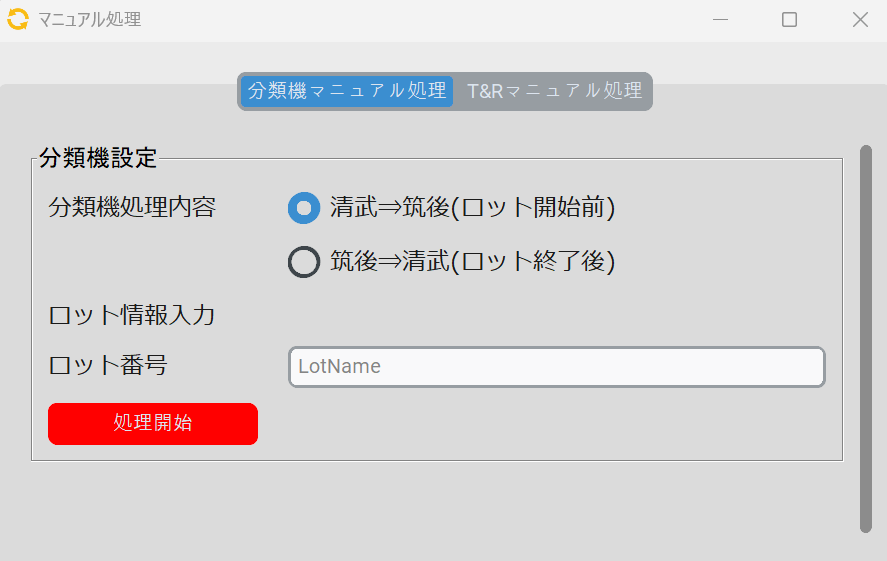 マニュアル処理
分類機マニュアル処理 T&Rマニュアル処理
分類機設定
分類機処理内容 清武⇒筑後(ロット開始前)
筑後⇒清武(ロット終了後)
ロット情報入力
ロット番号 LotName
処理開始